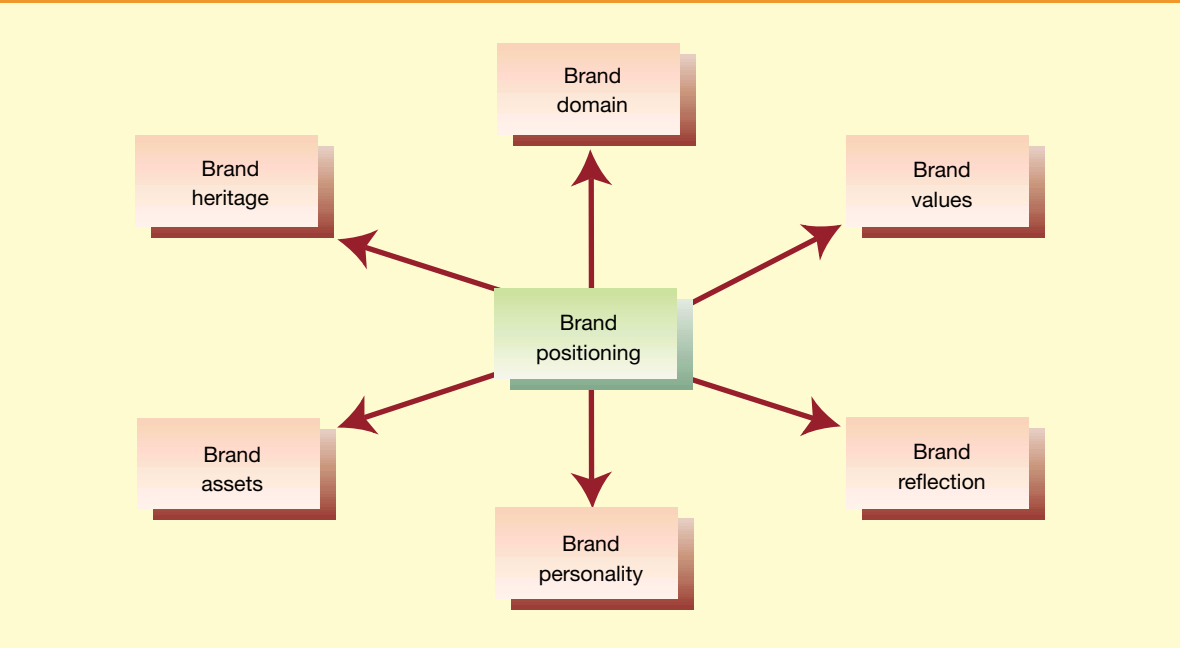 Brand
domain
Brand
heritage
Brand
values
Brand
positioning
Brand
assets
Brand
reflection
Brand
personality